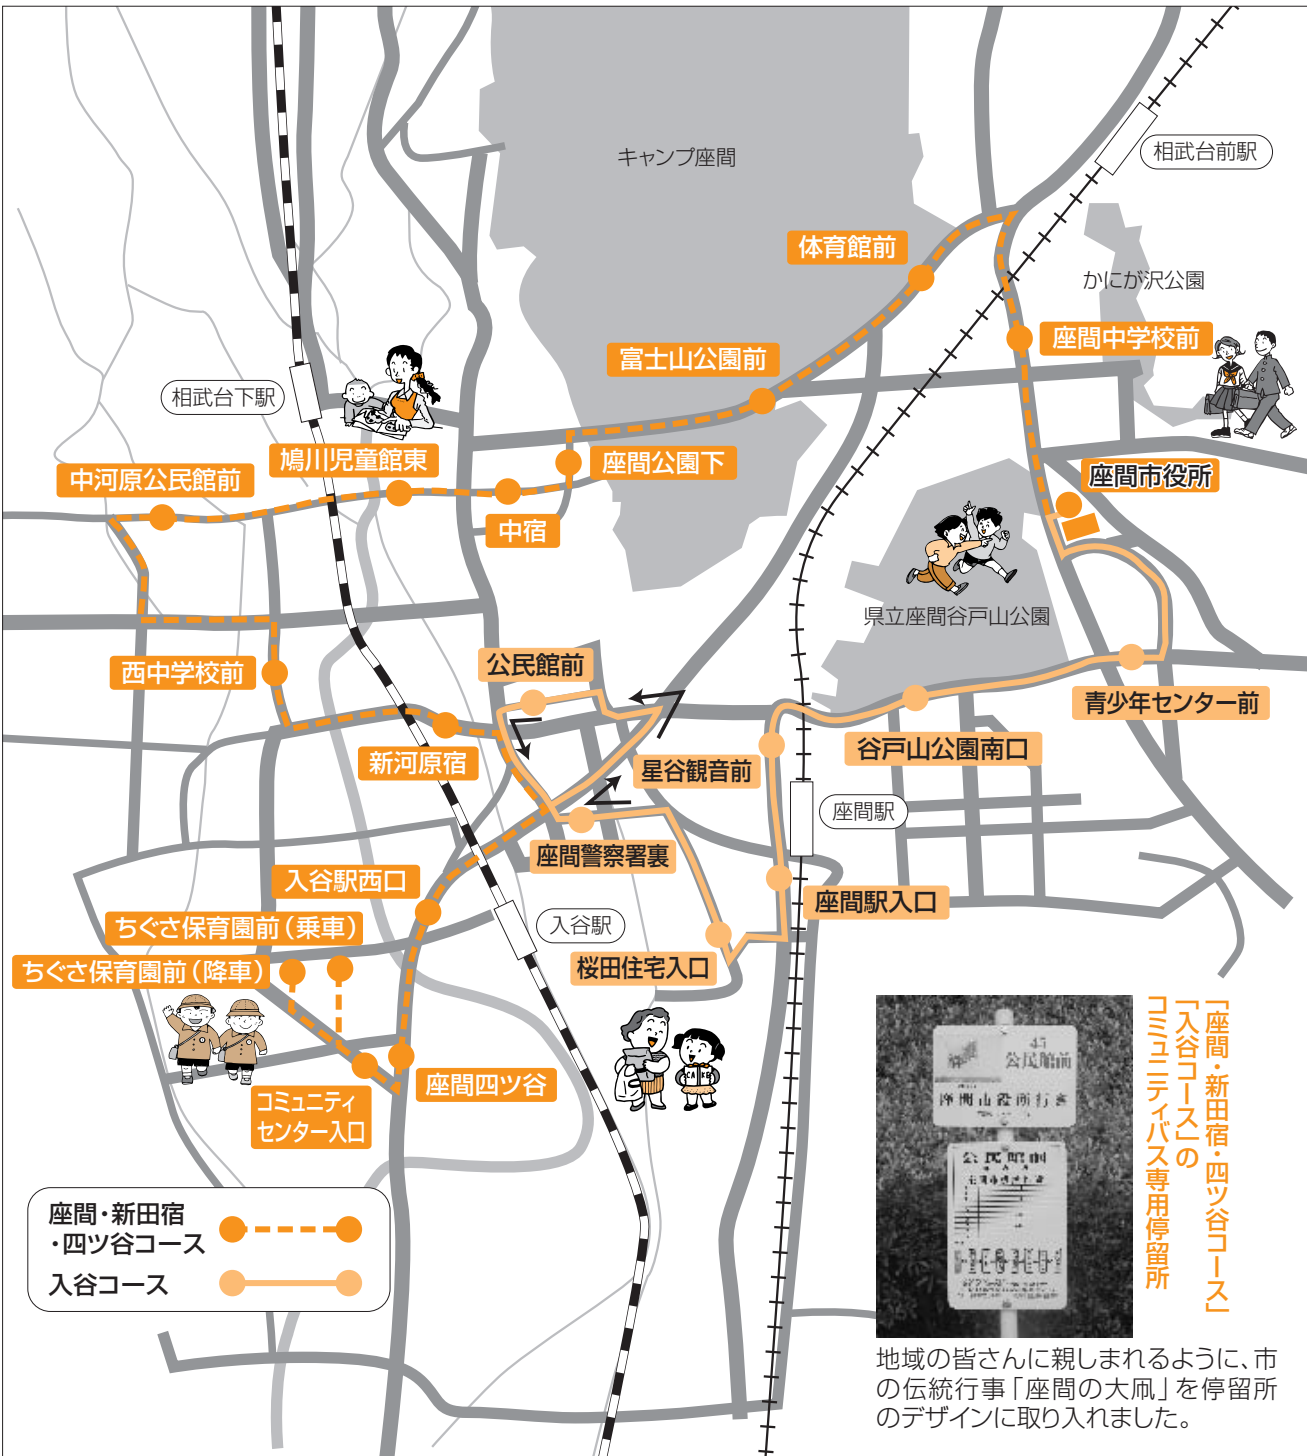 キャンプ座間
相武台前駅
体育館前
かにが沢公園
座間中学校前
富士山公園前
相武台下駅
鳩川児童館東
座間公園下
中河原公民館前
座間市役所
中宿
県立座間谷戸山公園
公民館前
西中学校前
青少年センター前
新河原宿
星谷観音前
谷戸山公園南口
座間駅
座間警察署裏
入谷駅西口
座間駅入口
ちぐさ保育園前(乗車)
入谷駅
ちぐさ保育園前(降車)
桜田住宅入口
座間四ツ谷
コミュニティ
センター入口
CAKE
座間・新田宿
・四ツ谷コース
入谷コース
45
公民館前
座間市役所行き
公民館前
「座間・新田宿・四ツ谷コース」
「入谷コース」の
コミュニティバス専用停留所
地域の皆さんに親しまれるように、市
の伝統行事「座間の大凧」を停留所
のデザインに取り入れました。